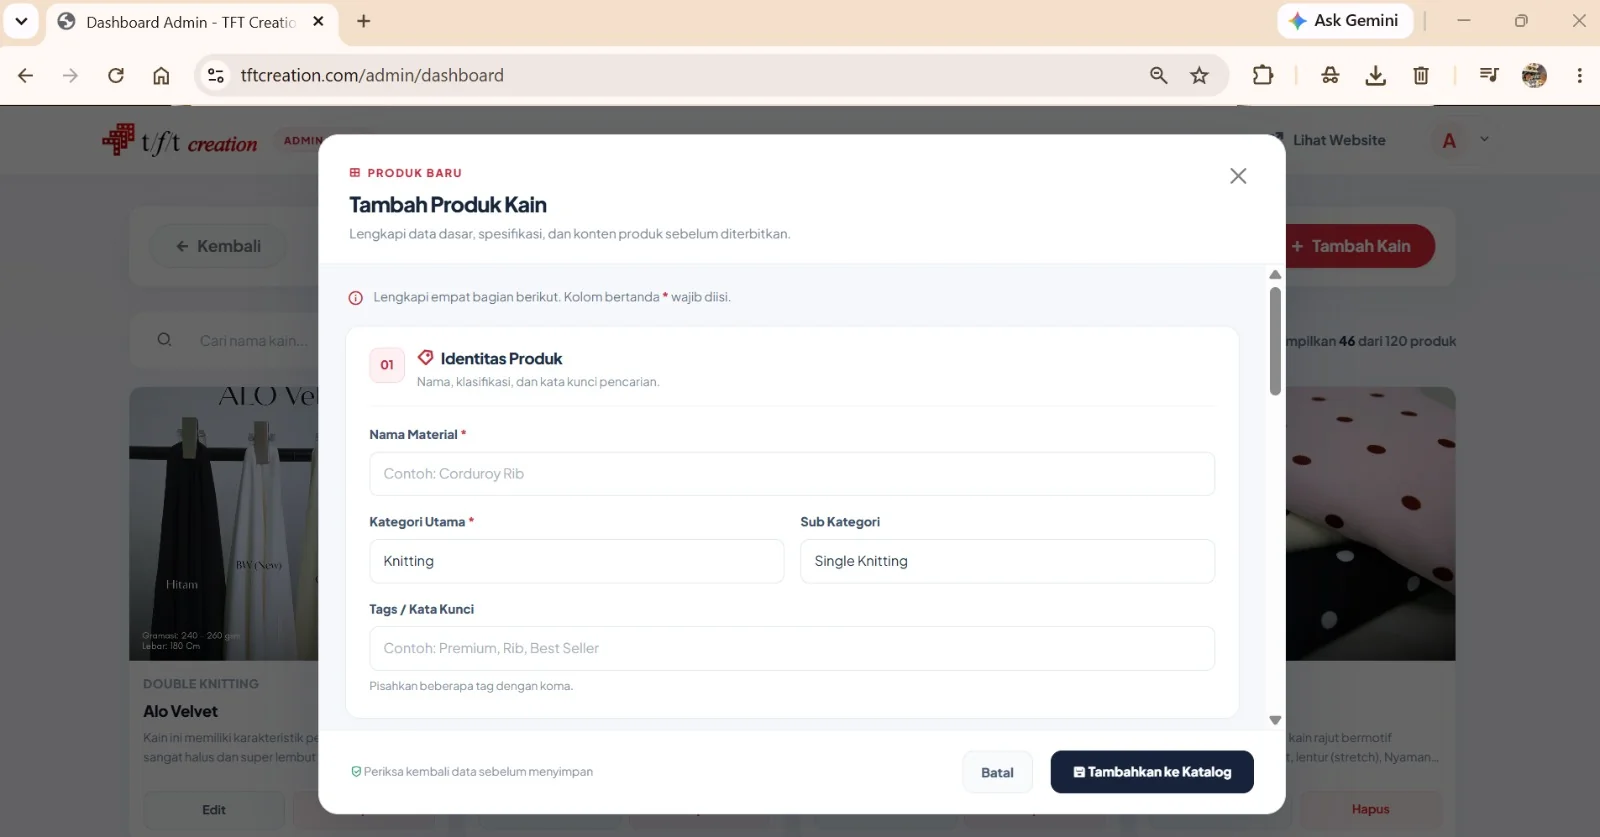 Dashboard Admin - TFT Creatio
Ask Gemini
tftcreation.com/admin/dashboard
t/f/t creation
ADMIN
Lihat Website
A
Kembali
Tambah Kain
Cari nama kain...
mpilkan 46 dari 120 produk
PRODUK BARU
Tambah Produk Kain
Lengkapi data dasar, spesifikasi, dan konten produk sebelum diterbitkan.
Lengkapi empat bagian berikut. Kolom bertanda * wajib diisi.
01
Identitas Produk
Nama, klasifikasi, dan kata kunci pencarian.
Nama Material *
Contoh: Corduroy Rib
Kategori Utama *
Sub Kategori
Knitting
Single Knitting
Tags / Kata Kunci
Contoh: Premium, Rib, Best Seller
Pisahkan beberapa tag dengan koma.
Periksa kembali data sebelum menyimpan
Batal
Tambahkan ke Katalog
ALO Vel
Hitam
BW (New)
Gramasi: 240 - 260 gsm
Lebar: 180 Cm
DOUBLE KNITTING
Alo Velvet
Kain ini memiliki karakteristik pe
sangat halus dan super lembut
Edit
kain rajut bermotif
t, lentur (stretch), Nyaman...
Hapus